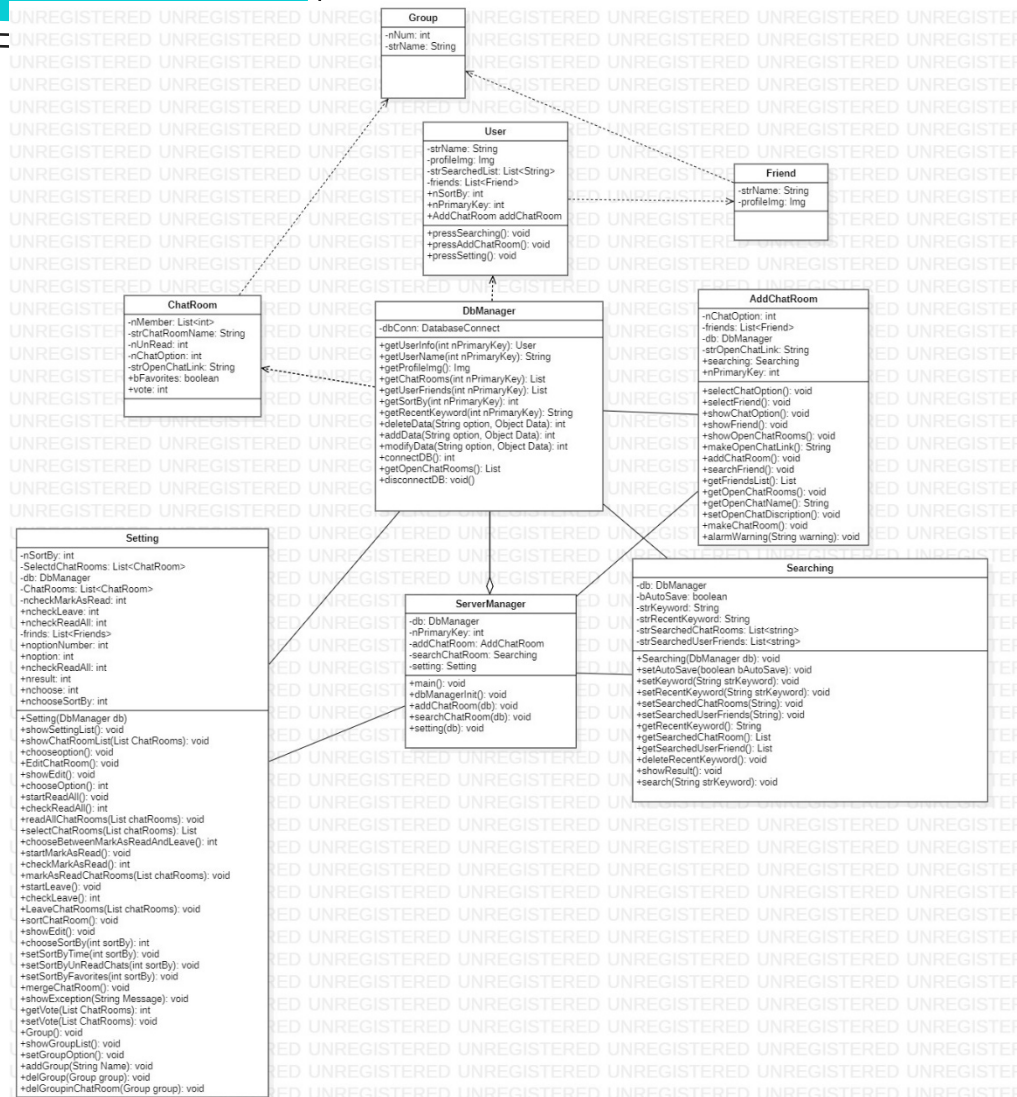 Group
-nNum: int
-strName: String
User
-strName: String
-profileImg: Img
-strSearchedList: List<String>
-friends: List<Friend>
+nSortBy: int
+nPrimaryKey: int
+AddChatRoom addChatRoom
+pressSearching(): void
+pressAddChatRoom(): void
+pressSetting(): void
Friend
-strName: String
-profileImg: Img
ChatRoom
-nMember: List<int>
-strChatRoomName: String
-nUnRead: int
-nChatOption: int
-strOpenChatLink: String
+bFavorites: boolean
+vote: int
DbManager
-dbConn: DatabaseConnect
+getUserInfo(int nPrimaryKey): User
+getUserName(int nPrimaryKey): String
+getProfileImg(): Img
+getChatRooms(int nPrimaryKey): List
+getUserFriends(int nPrimaryKey): List
+getSortBy(int nPrimaryKey): int
+getRecentKeyword(int nPrimaryKey): String
+deleteData(String option, Object Data): int
+addData(String option, Object Data): int
+modifyData(String option, Object Data): int
+connectDB(): int
+getOpenChatRooms(): List
+disconnectDB: void()
AddChatRoom
-nChatOption: int
-friends: List<Friend>
-db: DbManager
-strOpenChatLink: String
+searching: Searching
+nPrimaryKey: int
+selectChatOption(): void
+selectFriend(): void
+showChatOption(): void
+showFriend(): void
+showOpenChatRooms(): void
+makeOpenChatLink(): String
+addChatRoom(): void
+searchFriend(): void
+getFriendsList(): List
+getOpenChatRooms(): void
+getOpenChatName(): String
+setOpenChatDiscription(): void
+makeChatRoom(): void
+alarmWarning(String warning): void
Setting
-nSortBy: int
-SelectdChatRooms: List<ChatRoom>
-db: DbManager
-ChatRooms: List<ChatRoom>
-ncheckMarkAsRead: int
-ncheckLeave: int
-ncheckReadAll: int
-frinds: List<Friends>
-noptionNumber: int
-noption: int
-ncheckReadAll: int
-nresult: int
-nchoose: int
-nchooseSortBy: int
+Setting(DbManager db)
+showSettingList(): void
+showChatRoomList(List ChatRooms): void
+chooseoption(): void
+EditChatRoom(): void
+showEdit(): void
+chooseOption(): int
+startReadAll(): void
+checkReadAll(): int
+readAllChatRooms(List chatRooms): void
+selectChatRooms(List chatRooms): List
+chooseBetweenMarkAsReadAndLeave(): int
+startMarkAsRead(): void
+checkMarkAsRead(): int
+markAsReadChatRooms(List chatRooms): void
+startLeave(): void
+checkLeave(): int
+LeaveChatRooms(List chatRooms): void
+sortChatRoom(): void
+showEdit(): void
+chooseSortBy(int sortBy): int
+setSortByTime(int sortBy): void
+setSortByUnReadChats(int sortBy): void
+setSortByFavorites(int sortBy): void
+mergeChatRoom(): void
+showException(String Message): void
+getVote(List ChatRooms): int
+setVote(List ChatRooms): void
+Group(): void
+showGroupList(): void
+setGroupOption(): void
+addGroup(String Name): void
+delGroup(Group group): void
+delGroupinChatRoom(Group group): void
ServerManager
-db: DbManager
-nPrimaryKey: int
-addChatRoom: AddChatRoom
-searchChatRoom: Searching
-setting: Setting
+main(): void
+dbManagerInit(): void
+addChatRoom(db): void
+searchChatRoom(db): void
+setting(db): void
Searching
-db: DbManager
-bAutoSave: boolean
-strKeyword: String
-strRecentKeyword: String
-strSearchedChatRooms: List<string>
-strSearchedUserFriends: List<string>
+Searching(DbManager db): void
+setAutoSave(boolean bAutoSave): void
+setKeyword(String strKeyword): void
+setRecentKeyword(String strKeyword): void
+setSearchedChatRooms(String): void
+setSearchedUserFriends(String): void
+getRecentKeyword(): String
+getSearchedChatRoom(): List
+getSearchedUserFriend(): List
+deleteRecentKeyword(): void
+showResult(): void
+search(String strKeyword): void